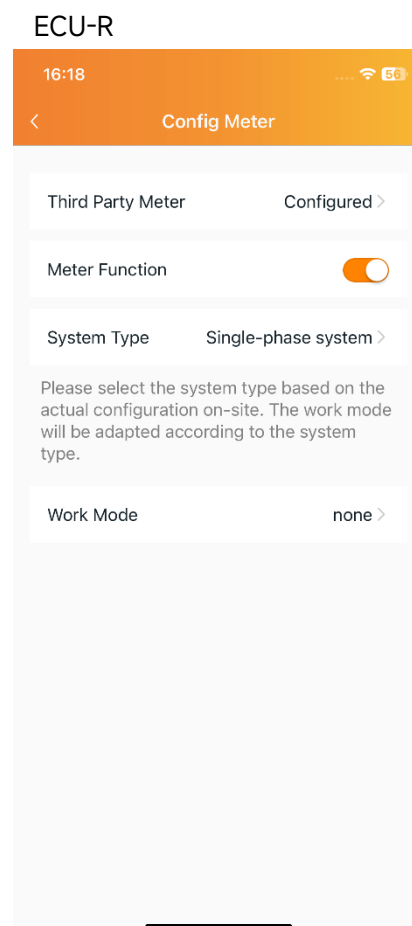 ECU-R
16:18
56
Config Meter
Third Party Meter Configured
Meter Function
System Type Single-phase system
Please select the system type based on the
actual configuration on-site. The work mode
will be adapted according to the system
type.
Work Mode none